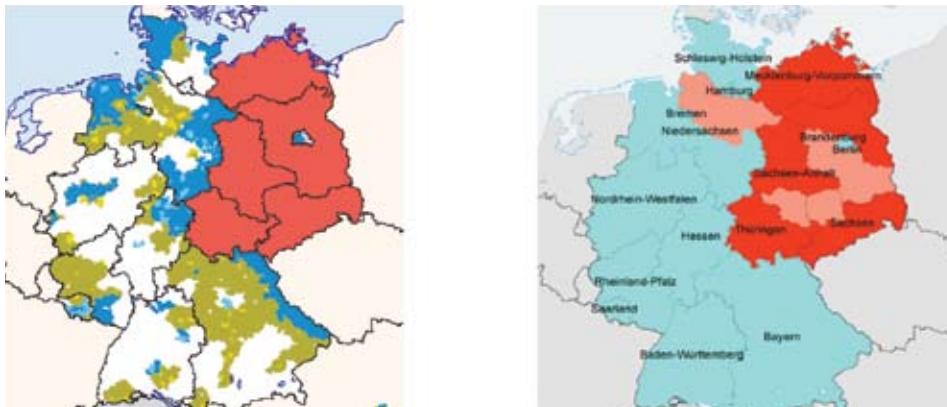 Schleswig-Holstein
Mecklenburg-Vorpommern
Hamburg
Bremen
Niedersachsen
Brandenburg
Berlin
Sachsen-Anhalt
Nordrhein-Westfalen
Hessen
Thüringen
Sachsen
Rheinland-Pfalz
Saarland
Bayern
Baden-Württemberg